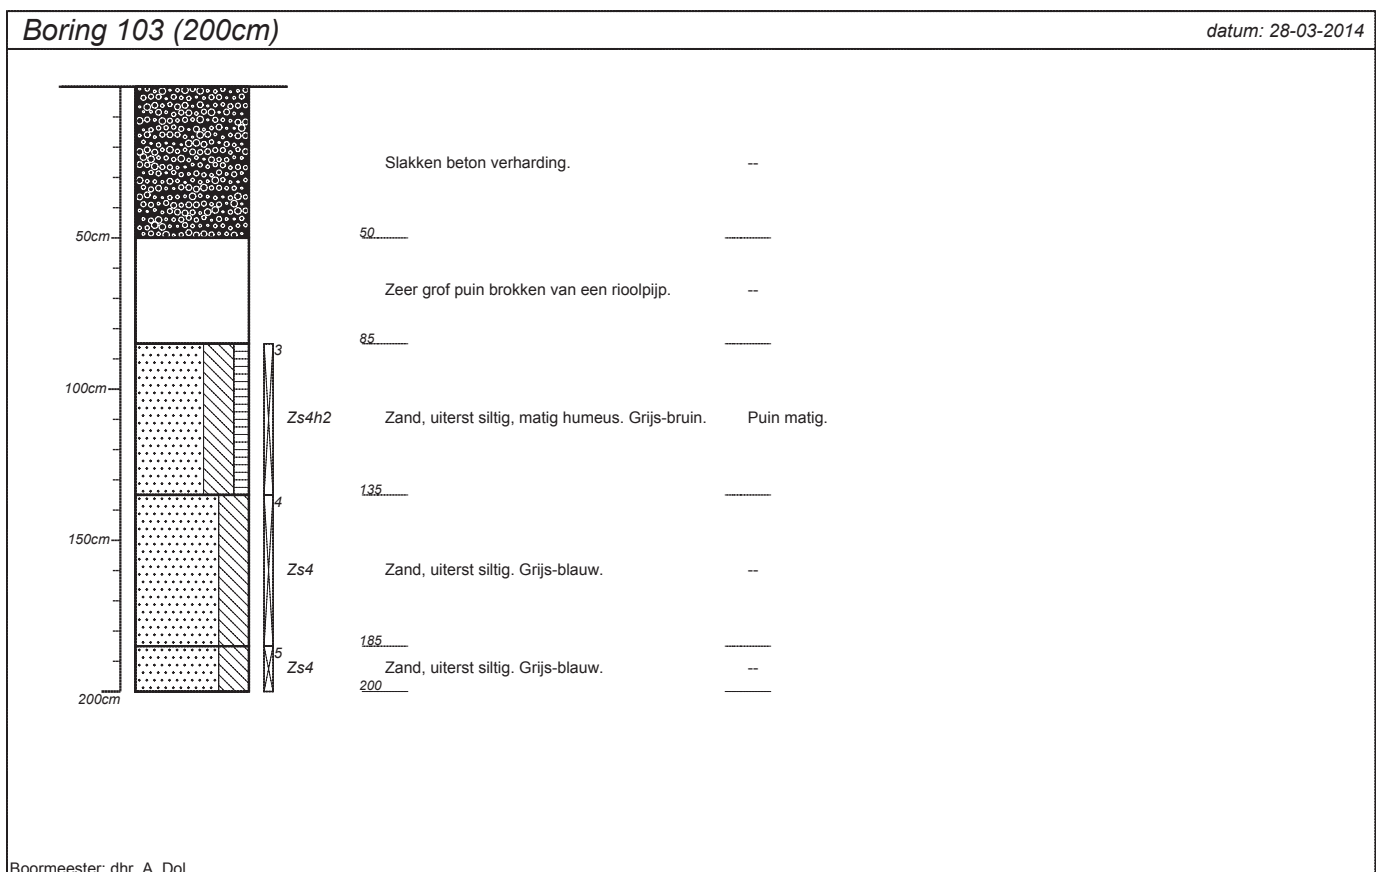 Boring 103 (200cm) datum: 28-03-2014
Slakken beton verharding. --
50cm 50
Zeer grof puin brokken van een rioolpijp. --
85
3
100cm
Zs4h2 Zand, uiterst siltig, matig humeus. Grijs-bruin. Puin matig.
135
4
150cm
Zs4 Zand, uiterst siltig. Grijs-blauw. --
185
5
Zs4 Zand, uiterst siltig. Grijs-blauw. --
200
200cm
Boormeester: dhr. A. Dol